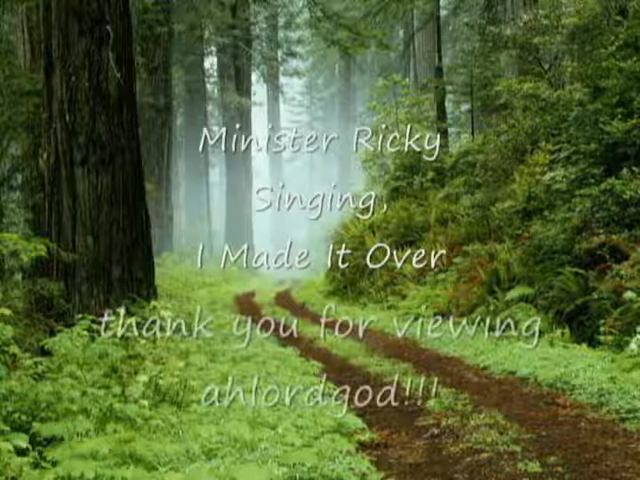 Minister Ricky
Singing,
I Made It Over
thank you for viewing
ahlordgod!!!